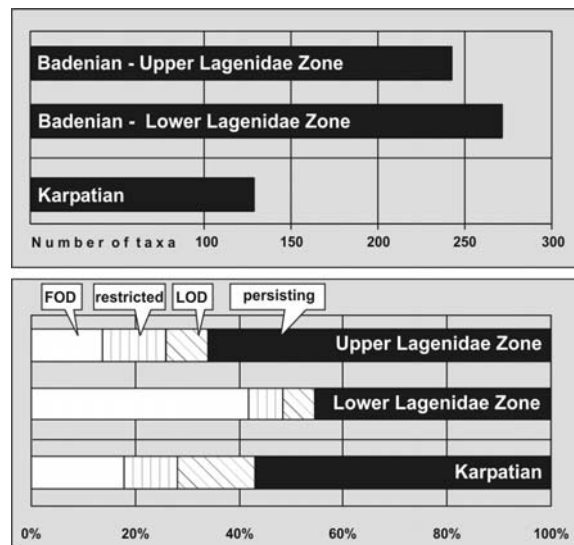 Badenian - Upper Lagenidae Zone
Badenian - Lower Lagenidae Zone
Karpatian
Number of taxa 100 150 200 250 300
FOD restricted LOD persisting
Upper Lagenidae Zone
Lower Lagenidae Zone
Karpatian
0% 20% 40% 60% 80% 100%